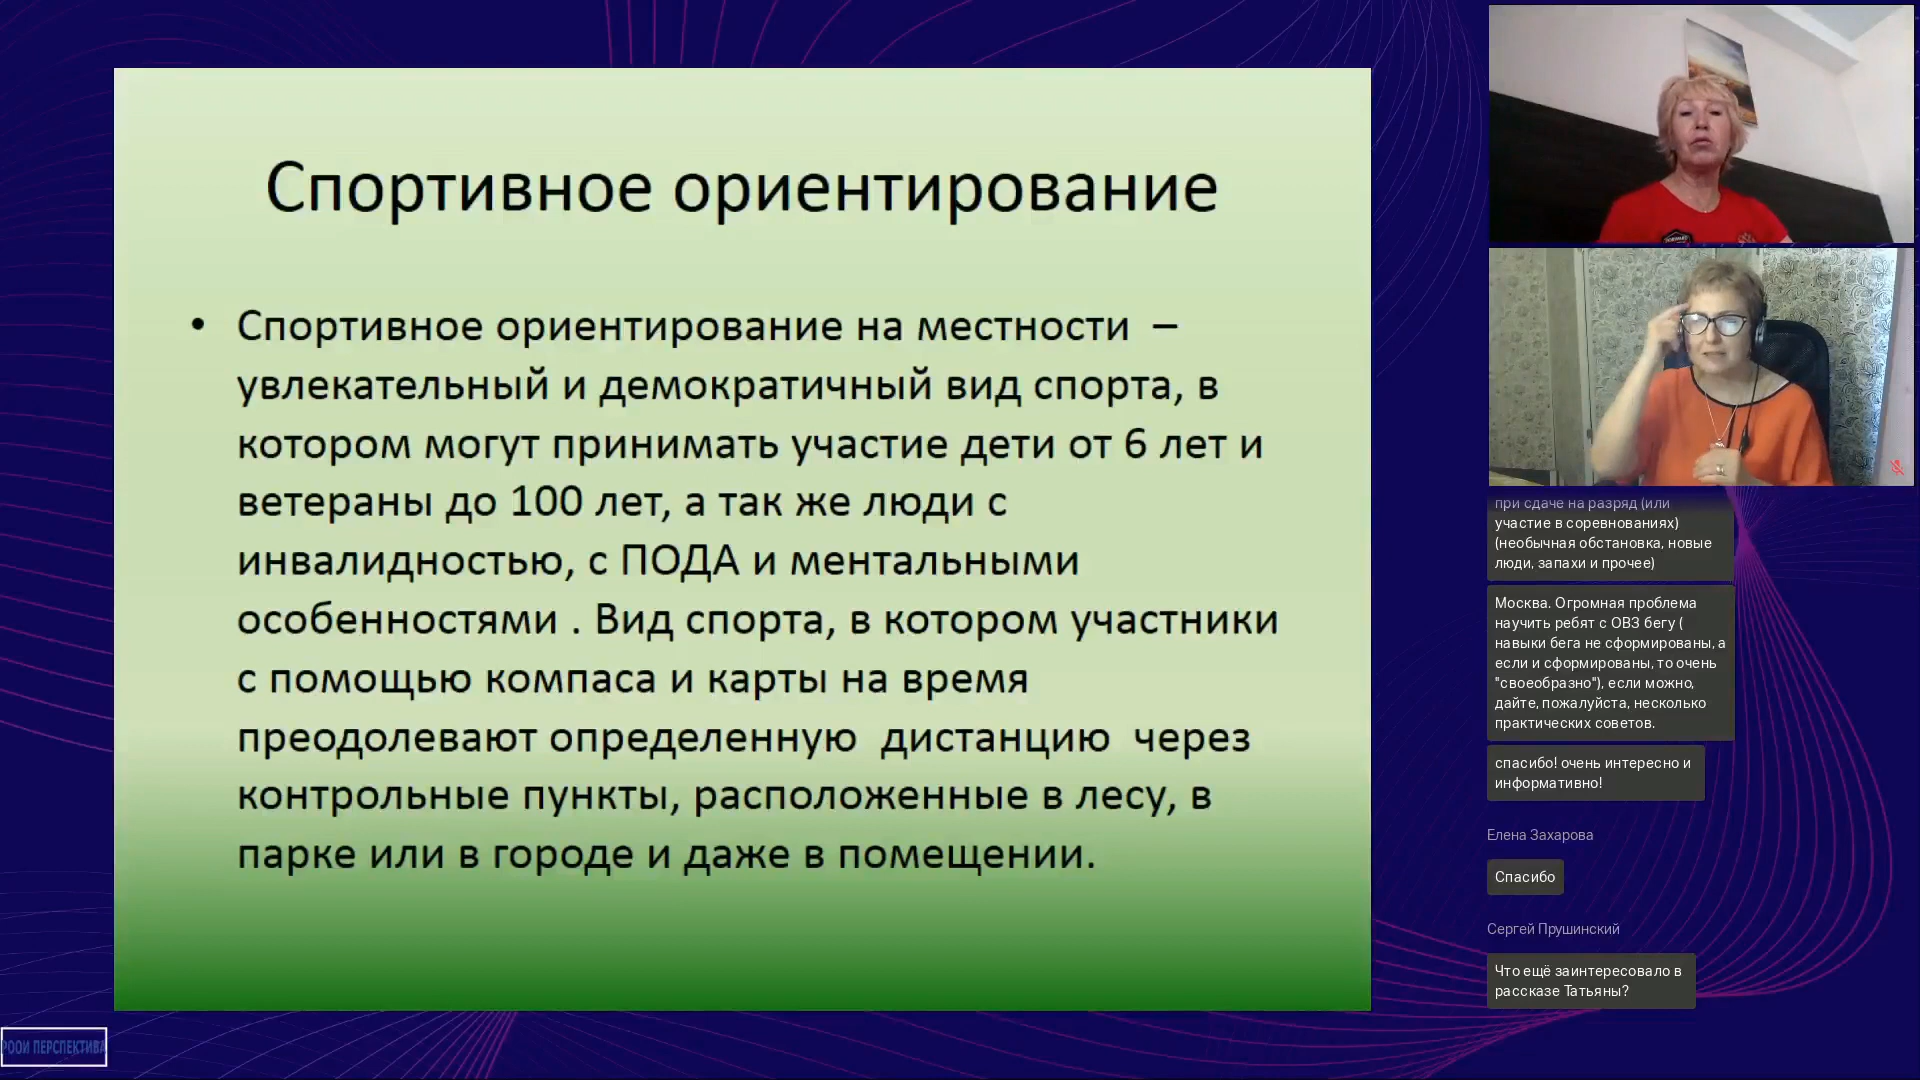 Спортивное ориентирование
• Спортивное ориентирование на местности –
увлекательный и демократичный вид спорта, в
котором могут принимать участие дети от 6 лет и
ветераны до 100 лет, а так же люди с
инвалидностью, с ПОДА и ментальными
особенностями . Вид спорта, в котором участники
с помощью компаса и карты на время
преодолевают определенную дистанцию через
контрольные пункты, расположенные в лесу, в
парке или в городе и даже в помещении.
при сдаче на разряд (или
участие в соревнованиях)
(необычная обстановка, новые
люди, запахи и прочее)
Москва. Огромная проблема
научить ребят с ОВЗ бегу (
навыки бега не сформированы, а
если и сформированы, то очень
"своеобразно"), если можно,
дайте, пожалуйста, несколько
практических советов.
спасибо! очень интересно и
информативно!
Елена Захарова
Спасибо
Сергей Прушинский
Что ещё заинтересовало в
рассказе Татьяны?
РООИ ПЕРСПЕКТИВА